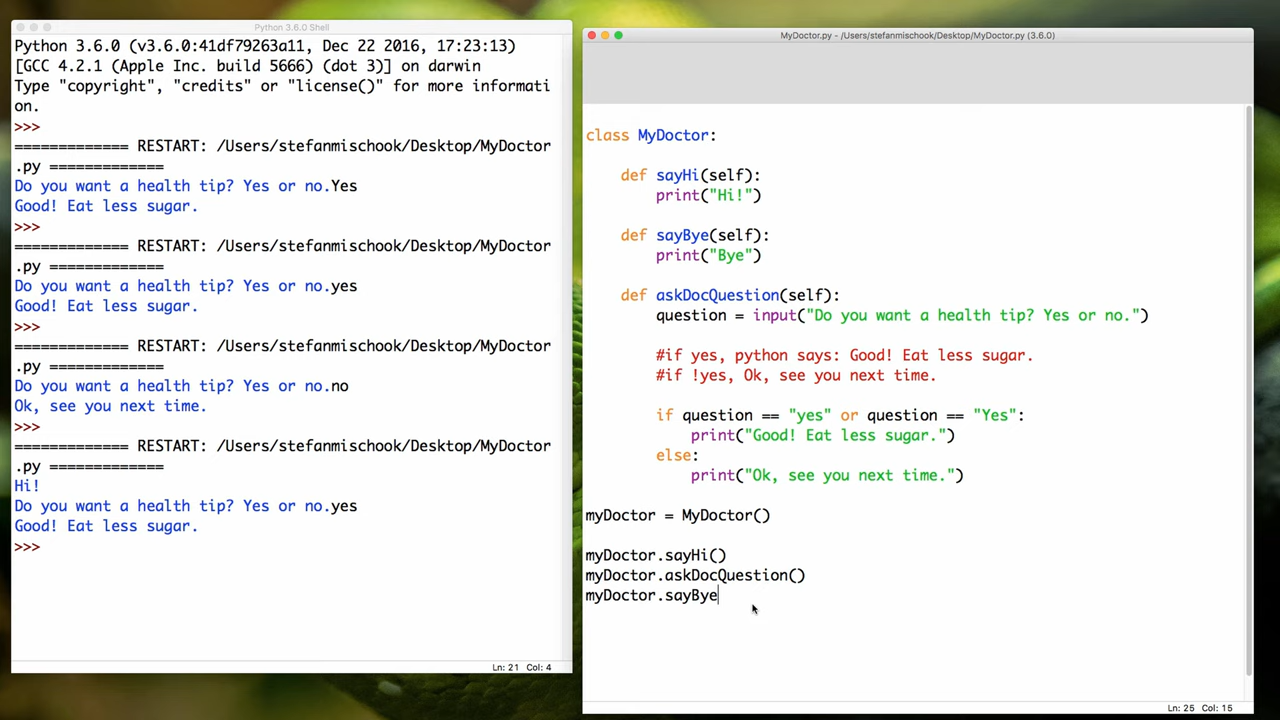 Python 3.6.0 Shell
Python 3.6.0 (v3.6.0:41df79263a11, Dec 22 2016, 17:23:13)
[GCC 4.2.1 (Apple Inc. build 5666) (dot 3)] on darwin
Type "copyright", "credits" or "license()" for more informati
on.
>>>
============= RESTART: /Users/stefanmischook/Desktop/MyDoctor
.py =============
Do you want a health tip? Yes or no.Yes
Good! Eat less sugar.
>>>
============= RESTART: /Users/stefanmischook/Desktop/MyDoctor
.py =============
Do you want a health tip? Yes or no.yes
Good! Eat less sugar.
>>>
============= RESTART: /Users/stefanmischook/Desktop/MyDoctor
.py =============
Do you want a health tip? Yes or no.no
Ok, see you next time.
>>>
============= RESTART: /Users/stefanmischook/Desktop/MyDoctor
.py =============
Hi!
Do you want a health tip? Yes or no.yes
Good! Eat less sugar.
>>>
Ln: 21 Col: 4
MyDoctor.py - /Users/stefanmischook/Desktop/MyDoctor.py (3.6.0)
class MyDoctor:
def sayHi(self):
print("Hi!")
def sayBye(self):
print("Bye")
def askDocQuestion(self):
question = input("Do you want a health tip? Yes or no.")
#if yes, python says: Good! Eat less sugar.
#if !yes, Ok, see you next time.
if question == "yes" or question == "Yes":
print("Good! Eat less sugar.")
else:
print("Ok, see you next time.")
myDoctor = MyDoctor()
myDoctor.sayHi()
myDoctor.askDocQuestion()
myDoctor.sayBye
Ln: 25 Col: 15